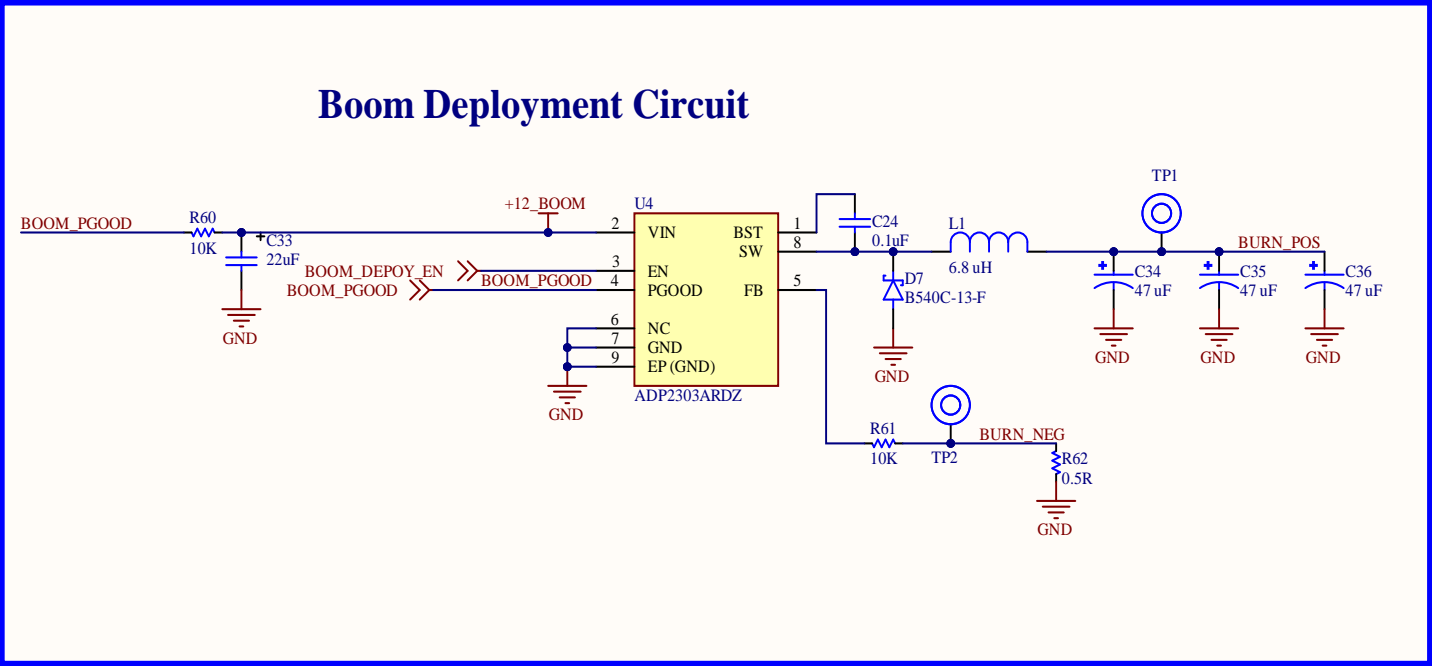 Boom Deployment Circuit
TP1
+12_BOOM
U4
BOOM_PGOOD
R60
10K
+
C33
22uF
GND
2
VIN
BST
1
C24
0.1uF
L1
6.8 uH
BURN_POS
SW
8
BOOM_DEPOY_EN
3
EN
BOOM_PGOOD
BOOM_PGOOD
4
PGOOD
FB
5
D7
B540C-13-F
GND
+
C34
47 uF
GND
+
C35
47 uF
GND
+
C36
47 uF
GND
6
NC
7
GND
9
EP (GND)
GND
ADP2303ARDZ
R61
10K
TP2
BURN_NEG
R62
0.5R
GND